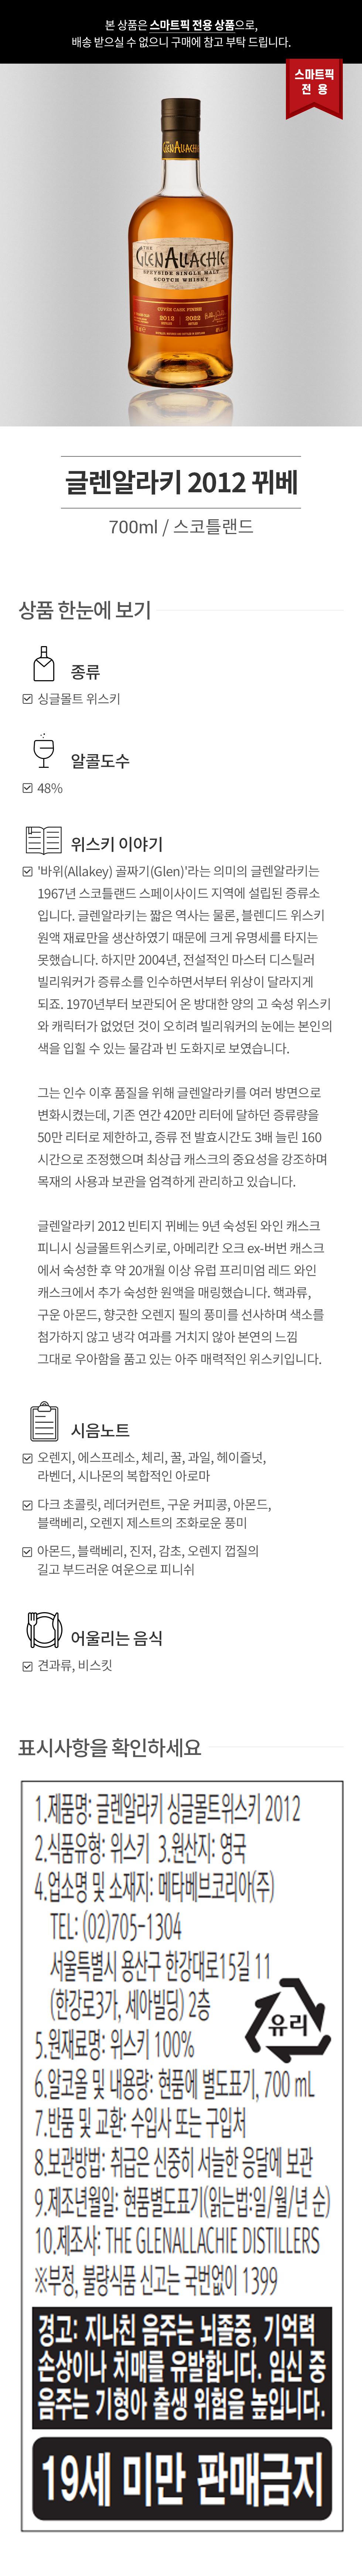 본 상품은 스마트픽 전용 상품으로,
배송 받으실 수 없으니 구매에 참고 부탁 드립니다.
스마트픽
전 용
GLENALLACHIE
THE
GLENALLACHIE
SPEYSIDE SINGLE MALT
SCOTCH WHISKY
CUVÉE CASK FINISH
2012 2022
글렌알라키 2012 뀌베
700ml / 스코틀랜드
상품 한눈에 보기
종류
싱글몰트 위스키
알콜도수
48%
위스키 이야기
'바위(Allakey) 골짜기(Glen)'라는 의미의 글렌알라키는
1967년 스코틀랜드 스페이사이드 지역에 설립된 증류소
입니다. 글렌알라키는 짧은 역사는 물론, 블렌디드 위스키
원액 재료만을 생산하였기 때문에 크게 유명세를 타지는
못했습니다. 하지만 2004년, 전설적인 마스터 디스틸러
빌리워커가 증류소를 인수하면서부터 위상이 달라지게
되죠. 1970년부터 보관되어 온 방대한 양의 고 숙성 위스키
와 캐릭터가 없었던 것이 오히려 빌리워커의 눈에는 본인의
색을 입힐 수 있는 물감과 빈 도화지로 보였습니다.
그는 인수 이후 품질을 위해 글렌알라키를 여러 방면으로
변화시켰는데, 기존 연간 420만 리터에 달하던 증류량을
50만 리터로 제한하고, 증류 전 발효시간도 3배 늘린 160
시간으로 조정했으며 최상급 캐스크의 중요성을 강조하며
목재의 사용과 보관을 엄격하게 관리하고 있습니다.
글렌알라키 2012 빈티지 뀌베는 9년 숙성된 와인 캐스크
피니시 싱글몰트위스키로, 아메리칸 오크 ex-버번 캐스크
에서 숙성한 후 약 20개월 이상 유럽 프리미엄 레드 와인
캐스크에서 추가 숙성한 원액을 매링했습니다. 핵과류,
구운 아몬드, 향긋한 오렌지 필의 풍미를 선사하며 색소를
첨가하지 않고 냉각 여과를 거치지 않아 본연의 느낌
그대로 우아함을 품고 있는 아주 매력적인 위스키입니다.
시음노트
오렌지, 에스프레소, 체리, 꿀, 과일, 헤이즐넛,
라벤더, 시나몬의 복합적인 아로마
다크 초콜릿, 레더커런트, 구운 커피콩, 아몬드,
블랙베리, 오렌지 제스트의 조화로운 풍미
아몬드, 블랙베리, 진저, 감초, 오렌지 껍질의
길고 부드러운 여운으로 피니쉬
어울리는 음식
견과류, 비스킷
표시사항을 확인하세요
1.제품명: 글렌알라키 싱글몰트위스키 2012
2.식품유형: 위스키 3.원산지: 영국
4.업소명 및 소재지: 메타베브코리아(주)
TEL: (02)705-1304
서울특별시 용산구 한강대로15길 11
(한강로3가, 세아빌딩) 2층
유리
5.원재료명: 위스키 100%
6.알코올 및 내용량: 현품에 별도표기, 700 mL
7.반품 및 교환: 수입사 또는 구입처
8.보관방법: 취급은 신중히 서늘한 응달에 보관
9.제조년월일: 현품별도표기(읽는법:일/월/년 순)
10.제조사: THE GLENALLACHIE DISTILLERS
※부정, 불량식품 신고는 국번없이 1399
경고: 지나친 음주는 뇌졸중, 기억력
손상이나 치매를 유발합니다. 임신 중
음주는 기형아 출생 위험을 높입니다.
19세 미만 판매금지